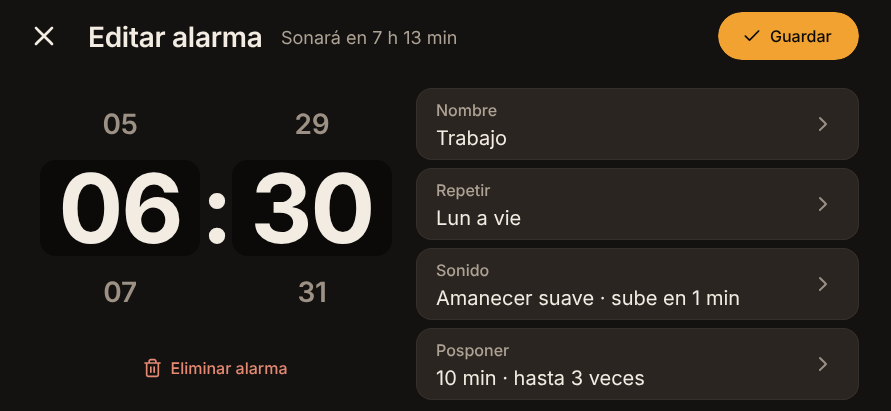 Editar alarma
Sonará en 7 h 13 min
Guardar
05
29
06:30
07
31
Eliminar alarma
Nombre
Trabajo
Repetir
Lun a vie
Sonido
Amanecer suave · sube en 1 min
Posponer
10 min · hasta 3 veces